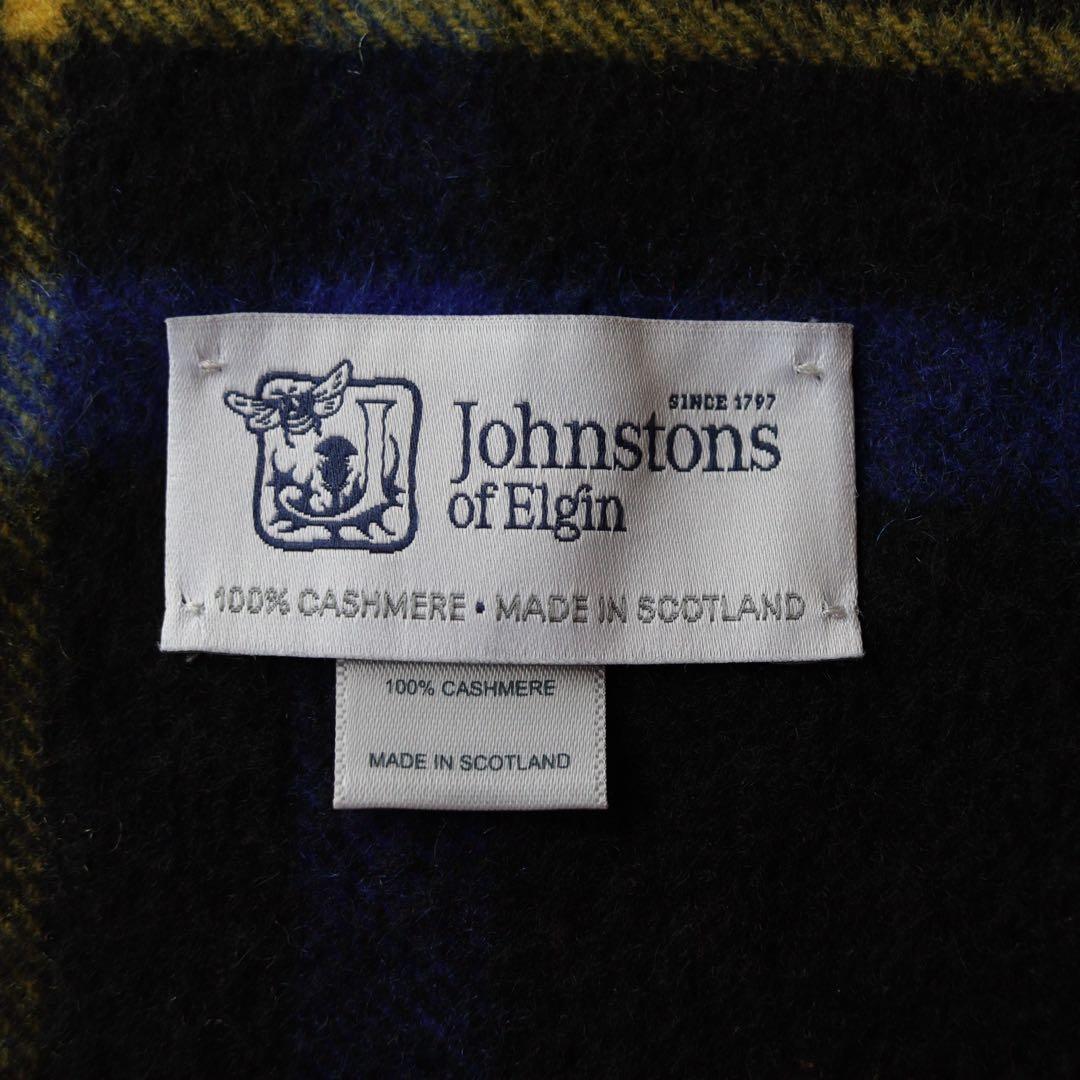 SINCE 1797
Johnstons
of Elgin
100% CASHMERE • MADE IN SCOTLAND
100% CASHMERE
MADE IN SCOTLAND